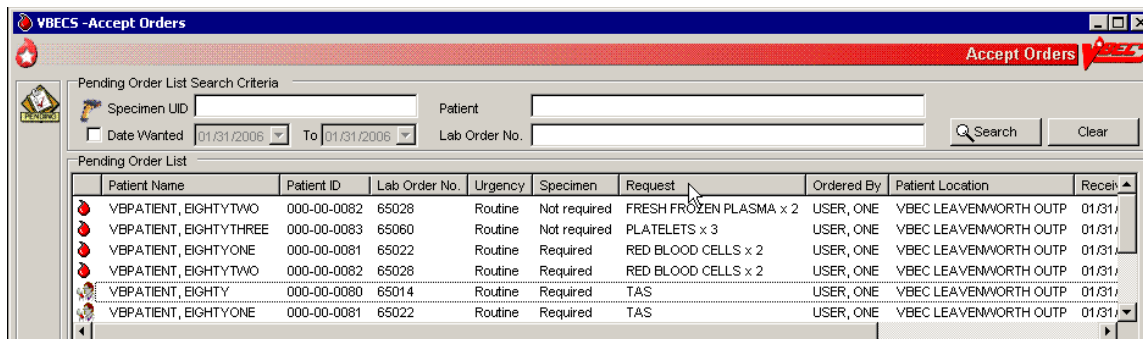 VBECS -Accept Orders
Accept Orders VBECS
Pending Order List Search Criteria
Specimen UID Patient
PENDING
Date Wanted 01/31/2006 To 01/31/2006 Lab Order No. Search Clear
Pending Order List
Patient Name Patient ID Lab Order No. Urgency Specimen Request Ordered By Patient Location Receiv
VBPATIENT, EIGHTYTWO 000-00-0082 65028 Routine Not required FRESH FROZEN PLASMA x 2 USER, ONE VBEC LEAVENWORTH OUTP 01/31/
VBPATIENT, EIGHTYTHREE 000-00-0083 65060 Routine Not required PLATELETS x 3 USER, ONE VBEC LEAVENWORTH OUTP 01/31/
VBPATIENT, EIGHTYONE 000-00-0081 65022 Routine Required RED BLOOD CELLS x 2 USER, ONE VBEC LEAVENWORTH OUTP 01/31/
VBPATIENT, EIGHTYTWO 000-00-0082 65028 Routine Required RED BLOOD CELLS x 2 USER, ONE VBEC LEAVENWORTH OUTP 01/31/
VBPATIENT, EIGHTY 000-00-0080 65014 Routine Required TAS USER, ONE VBEC LEAVENWORTH OUTP 01/31/
VBPATIENT, EIGHTYONE 000-00-0081 65022 Routine Required TAS USER, ONE VBEC LEAVENWORTH OUTP 01/31/